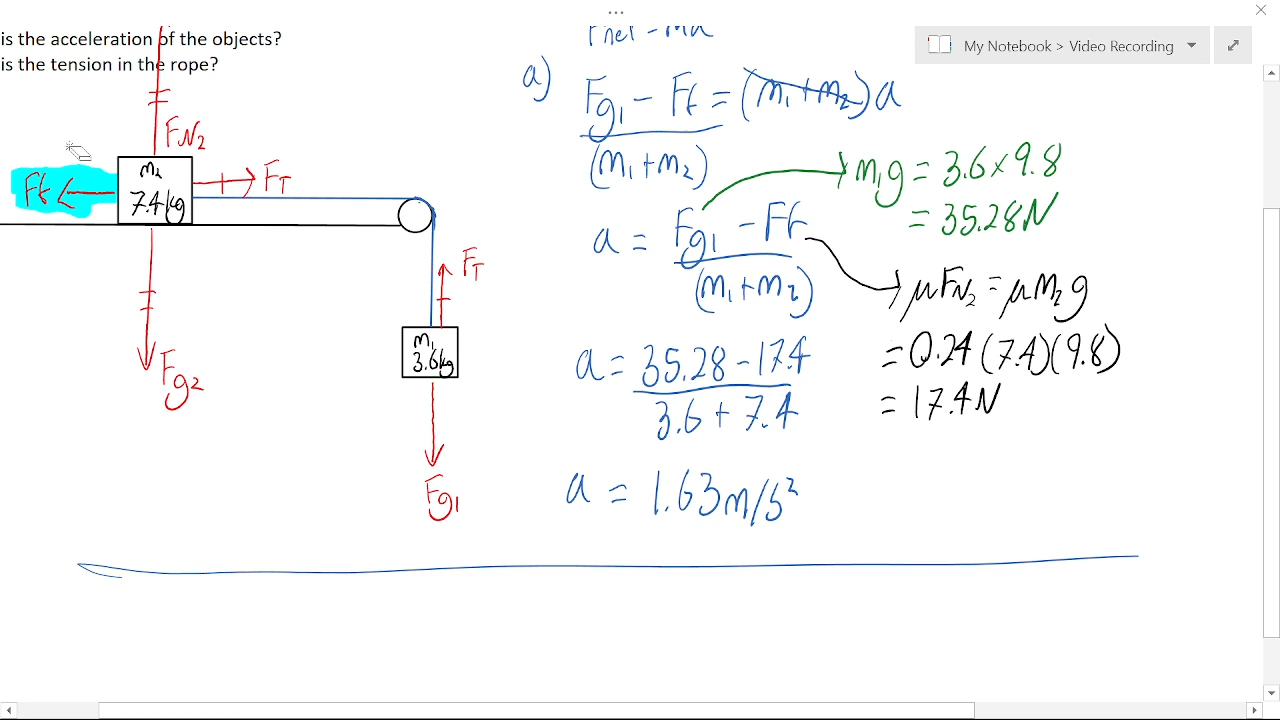 ...
My Notebook > Video Recording
is the acceleration of the objects?
is the tension in the rope?
FN2
m2
7.4kg
Ff
FT
FT
m1
3.6kg
Fg2
Fg1
Fnet = ma
a)
Fg1 - Ff = (m1+m2)a
(m1+m2)
a = Fg1 - Ff
(m1+m2)
a = 35.28 - 17.4
3.6 + 7.4
a = 1.63m/s²
m1g = 3.6×9.8
= 35.28N
μFN2 = μm2g
= 0.24(7.4)(9.8)
= 17.4N